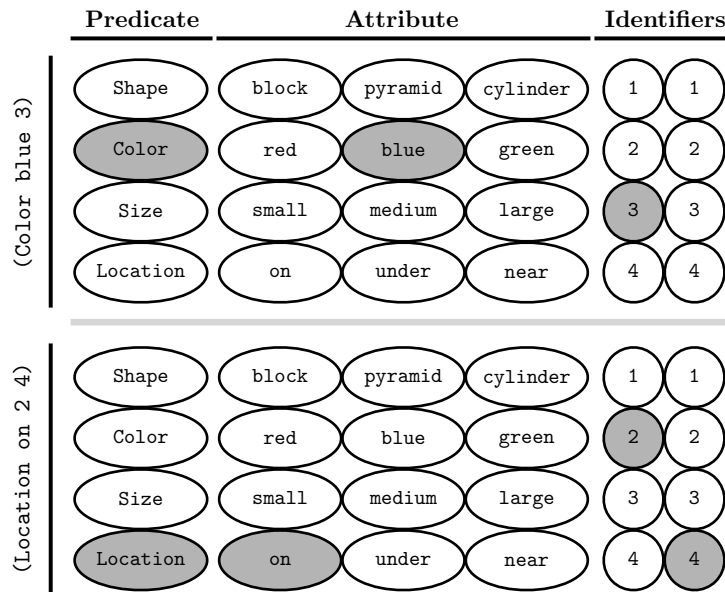 Predicate Attribute Identifiers
(Color blue 3)
Shape block pyramid cylinder 1 1
Color red blue green 2 2
Size small medium large 3 3
Location on under near 4 4
(Location on 2 4)
Shape block pyramid cylinder 1 1
Color red blue green 2 2
Size small medium large 3 3
Location on under near 4 4